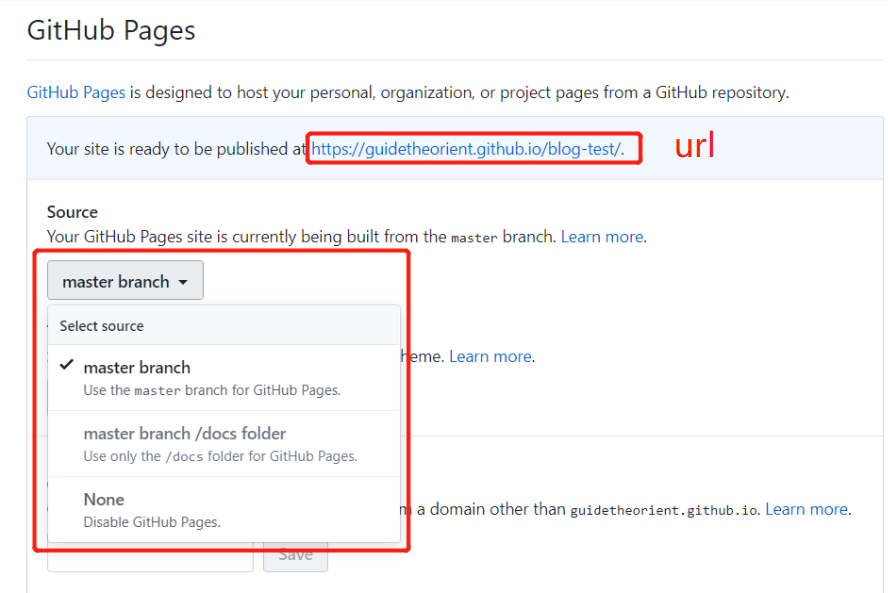 GitHub Pages
GitHub Pages is designed to host your personal, organization, or project pages from a GitHub repository.
Your site is ready to be published at https://guidetheorient.github.io/blog-test/. url
Source
Your GitHub Pages site is currently being built from the master branch. Learn more.
master branch
Select source
heme. Learn more.
master branch
Use the master branch for GitHub Pages.
master branch /docs folder
Use only the /docs folder for GitHub Pages.
None
m a domain other than guidetheorient.github.io. Learn more.
Disable GitHub Pages.
Save